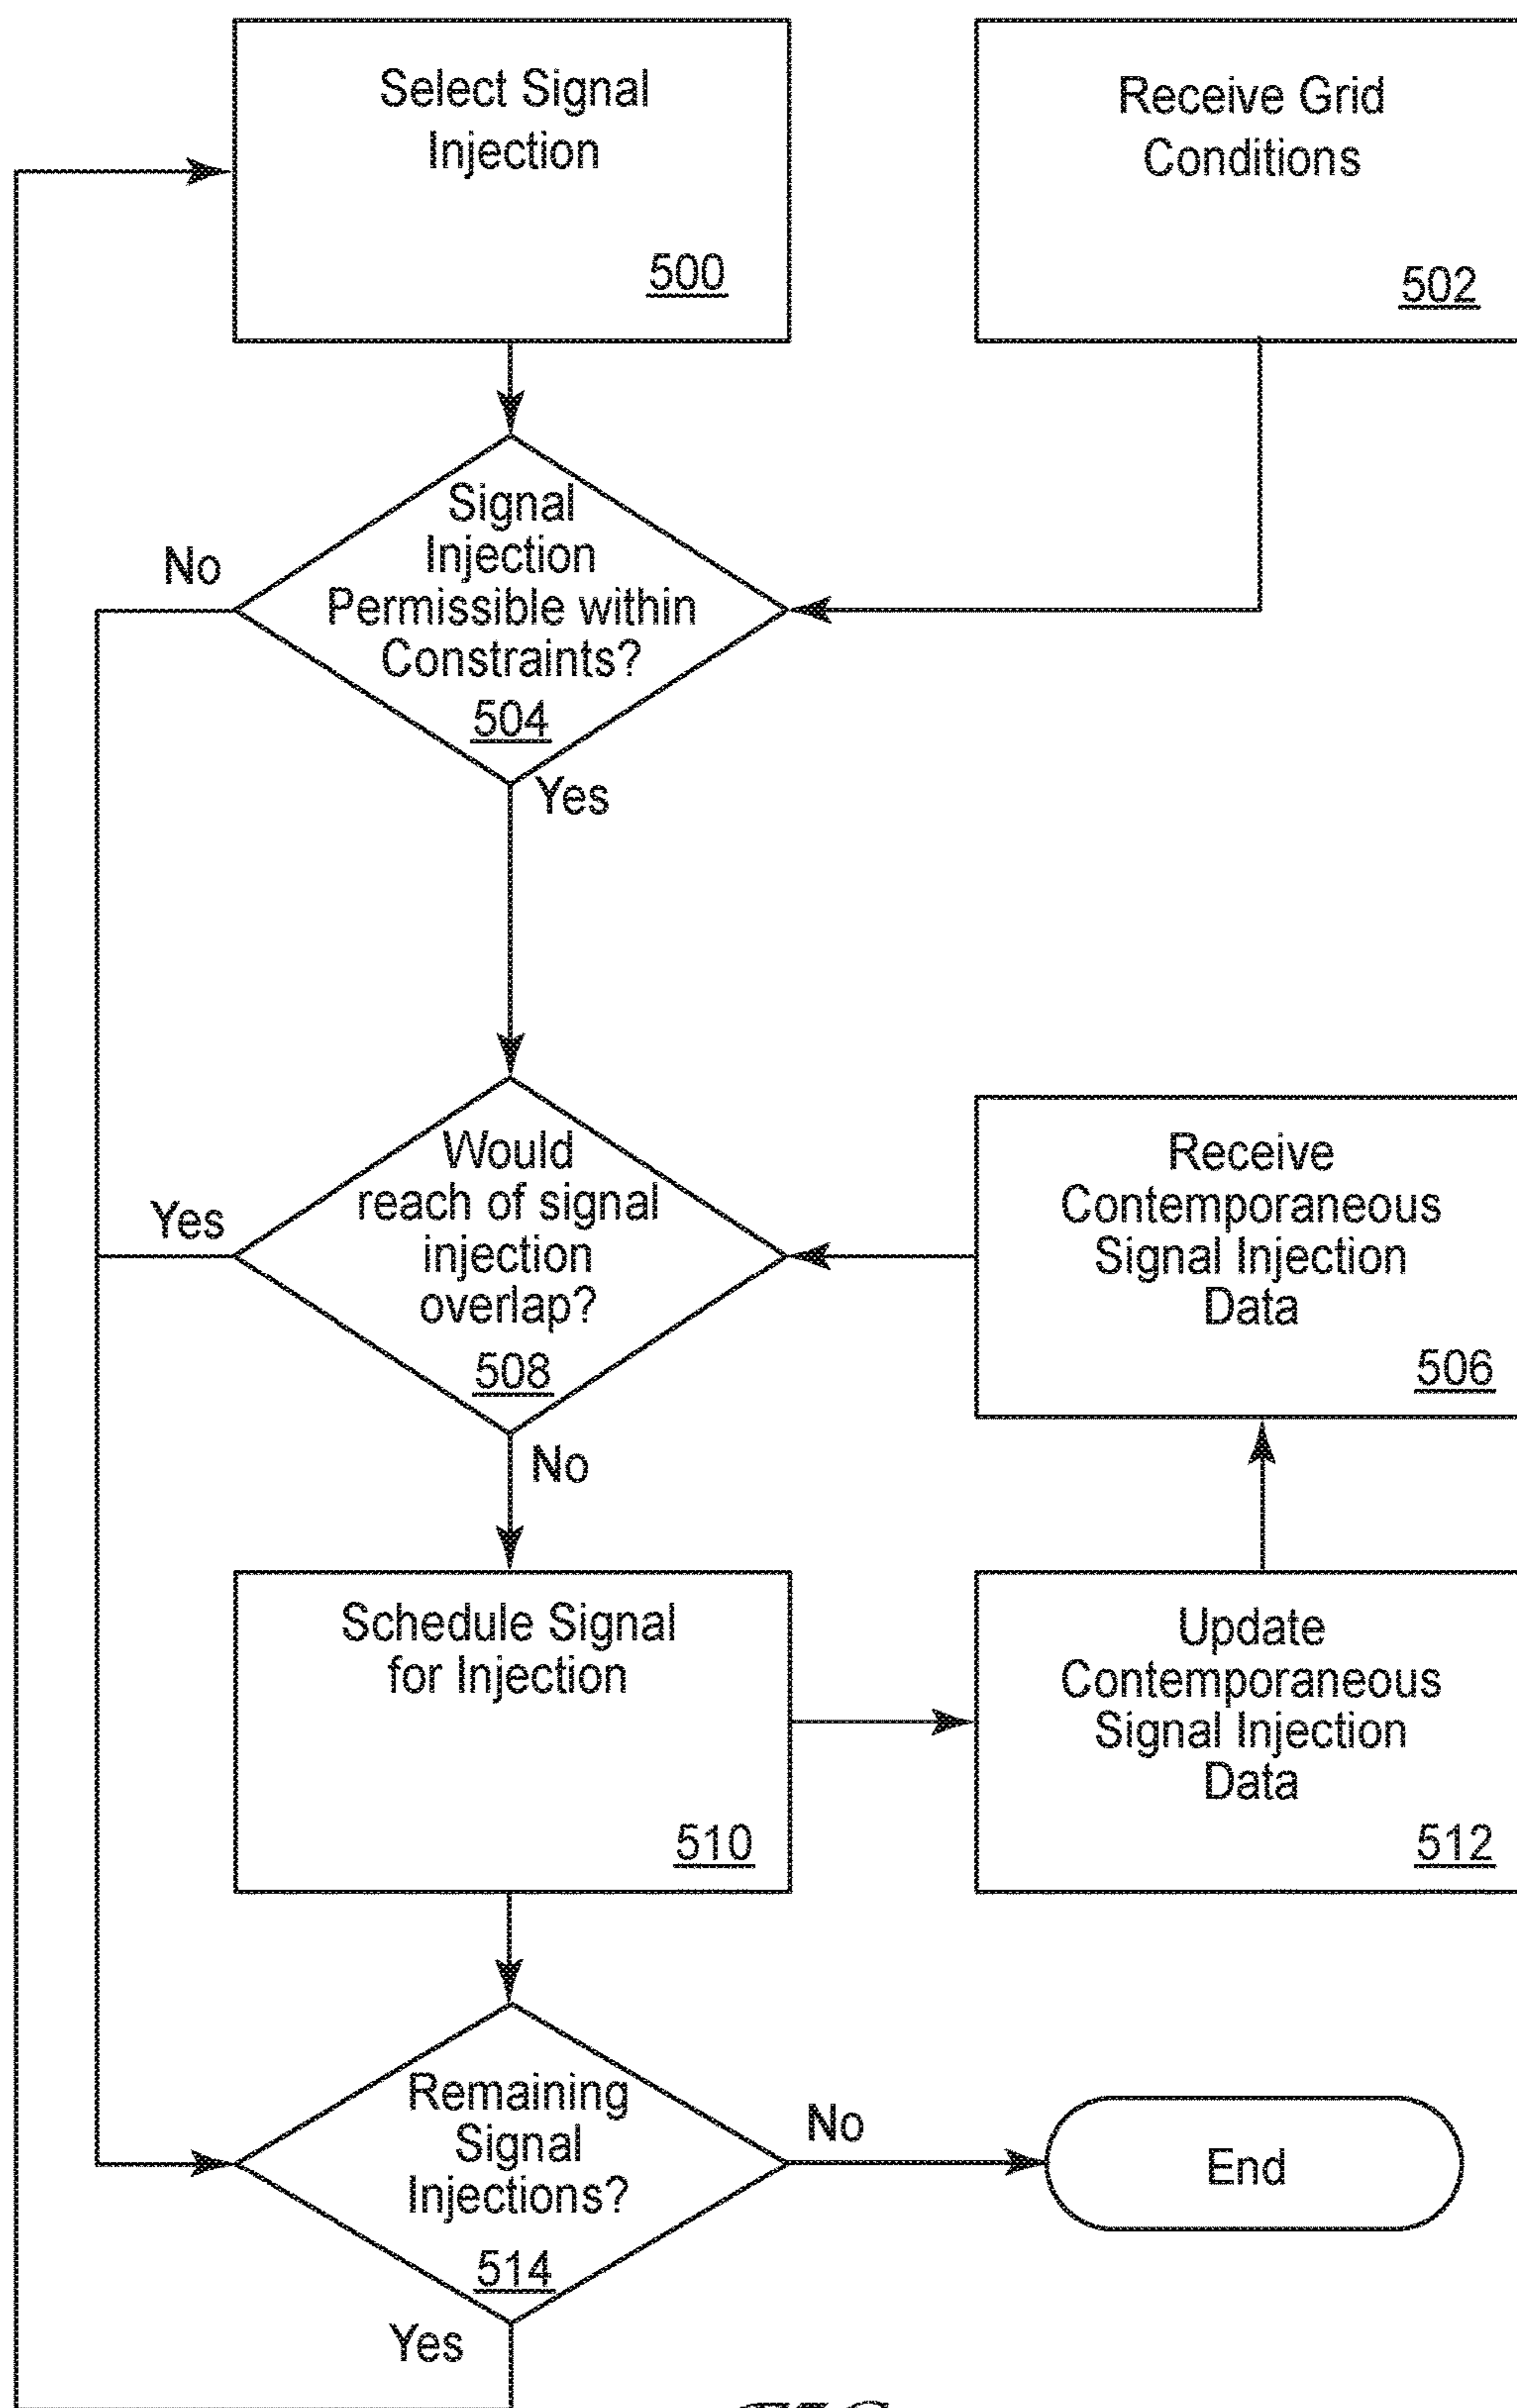 Select Signal
Injection
500
Receive Grid
Conditions
502
Signal
Injection
Permissible within
Constraints?
504
No
Yes
Would
reach of signal
injection
overlap?
508
Yes
No
Receive
Contemporaneous
Signal Injection
Data
506
Schedule Signal
for Injection
510
Update
Contemporaneous
Signal Injection
Data
512
Remaining
Signal
Injections?
514
No
End
Yes